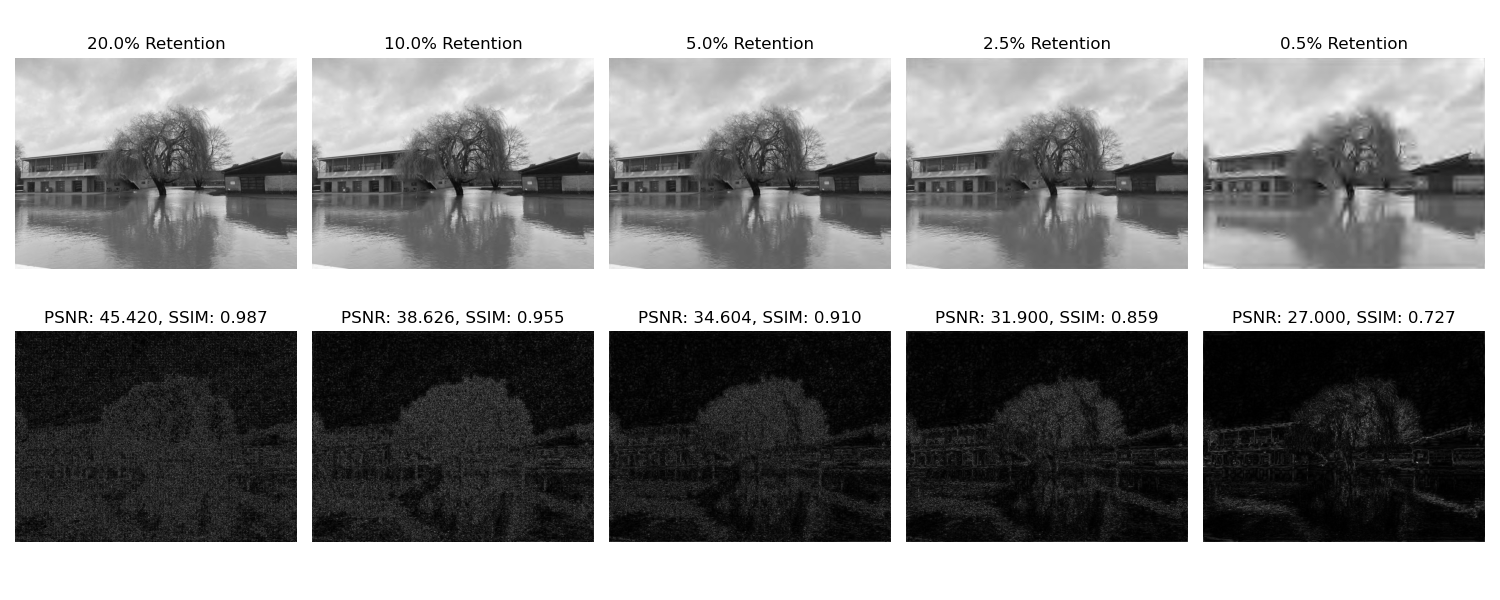 20.0% Retention
10.0% Retention
5.0% Retention
2.5% Retention
0.5% Retention
PSNR: 45.420, SSIM: 0.987
PSNR: 38.626, SSIM: 0.955
PSNR: 34.604, SSIM: 0.910
PSNR: 31.900, SSIM: 0.859
PSNR: 27.000, SSIM: 0.727